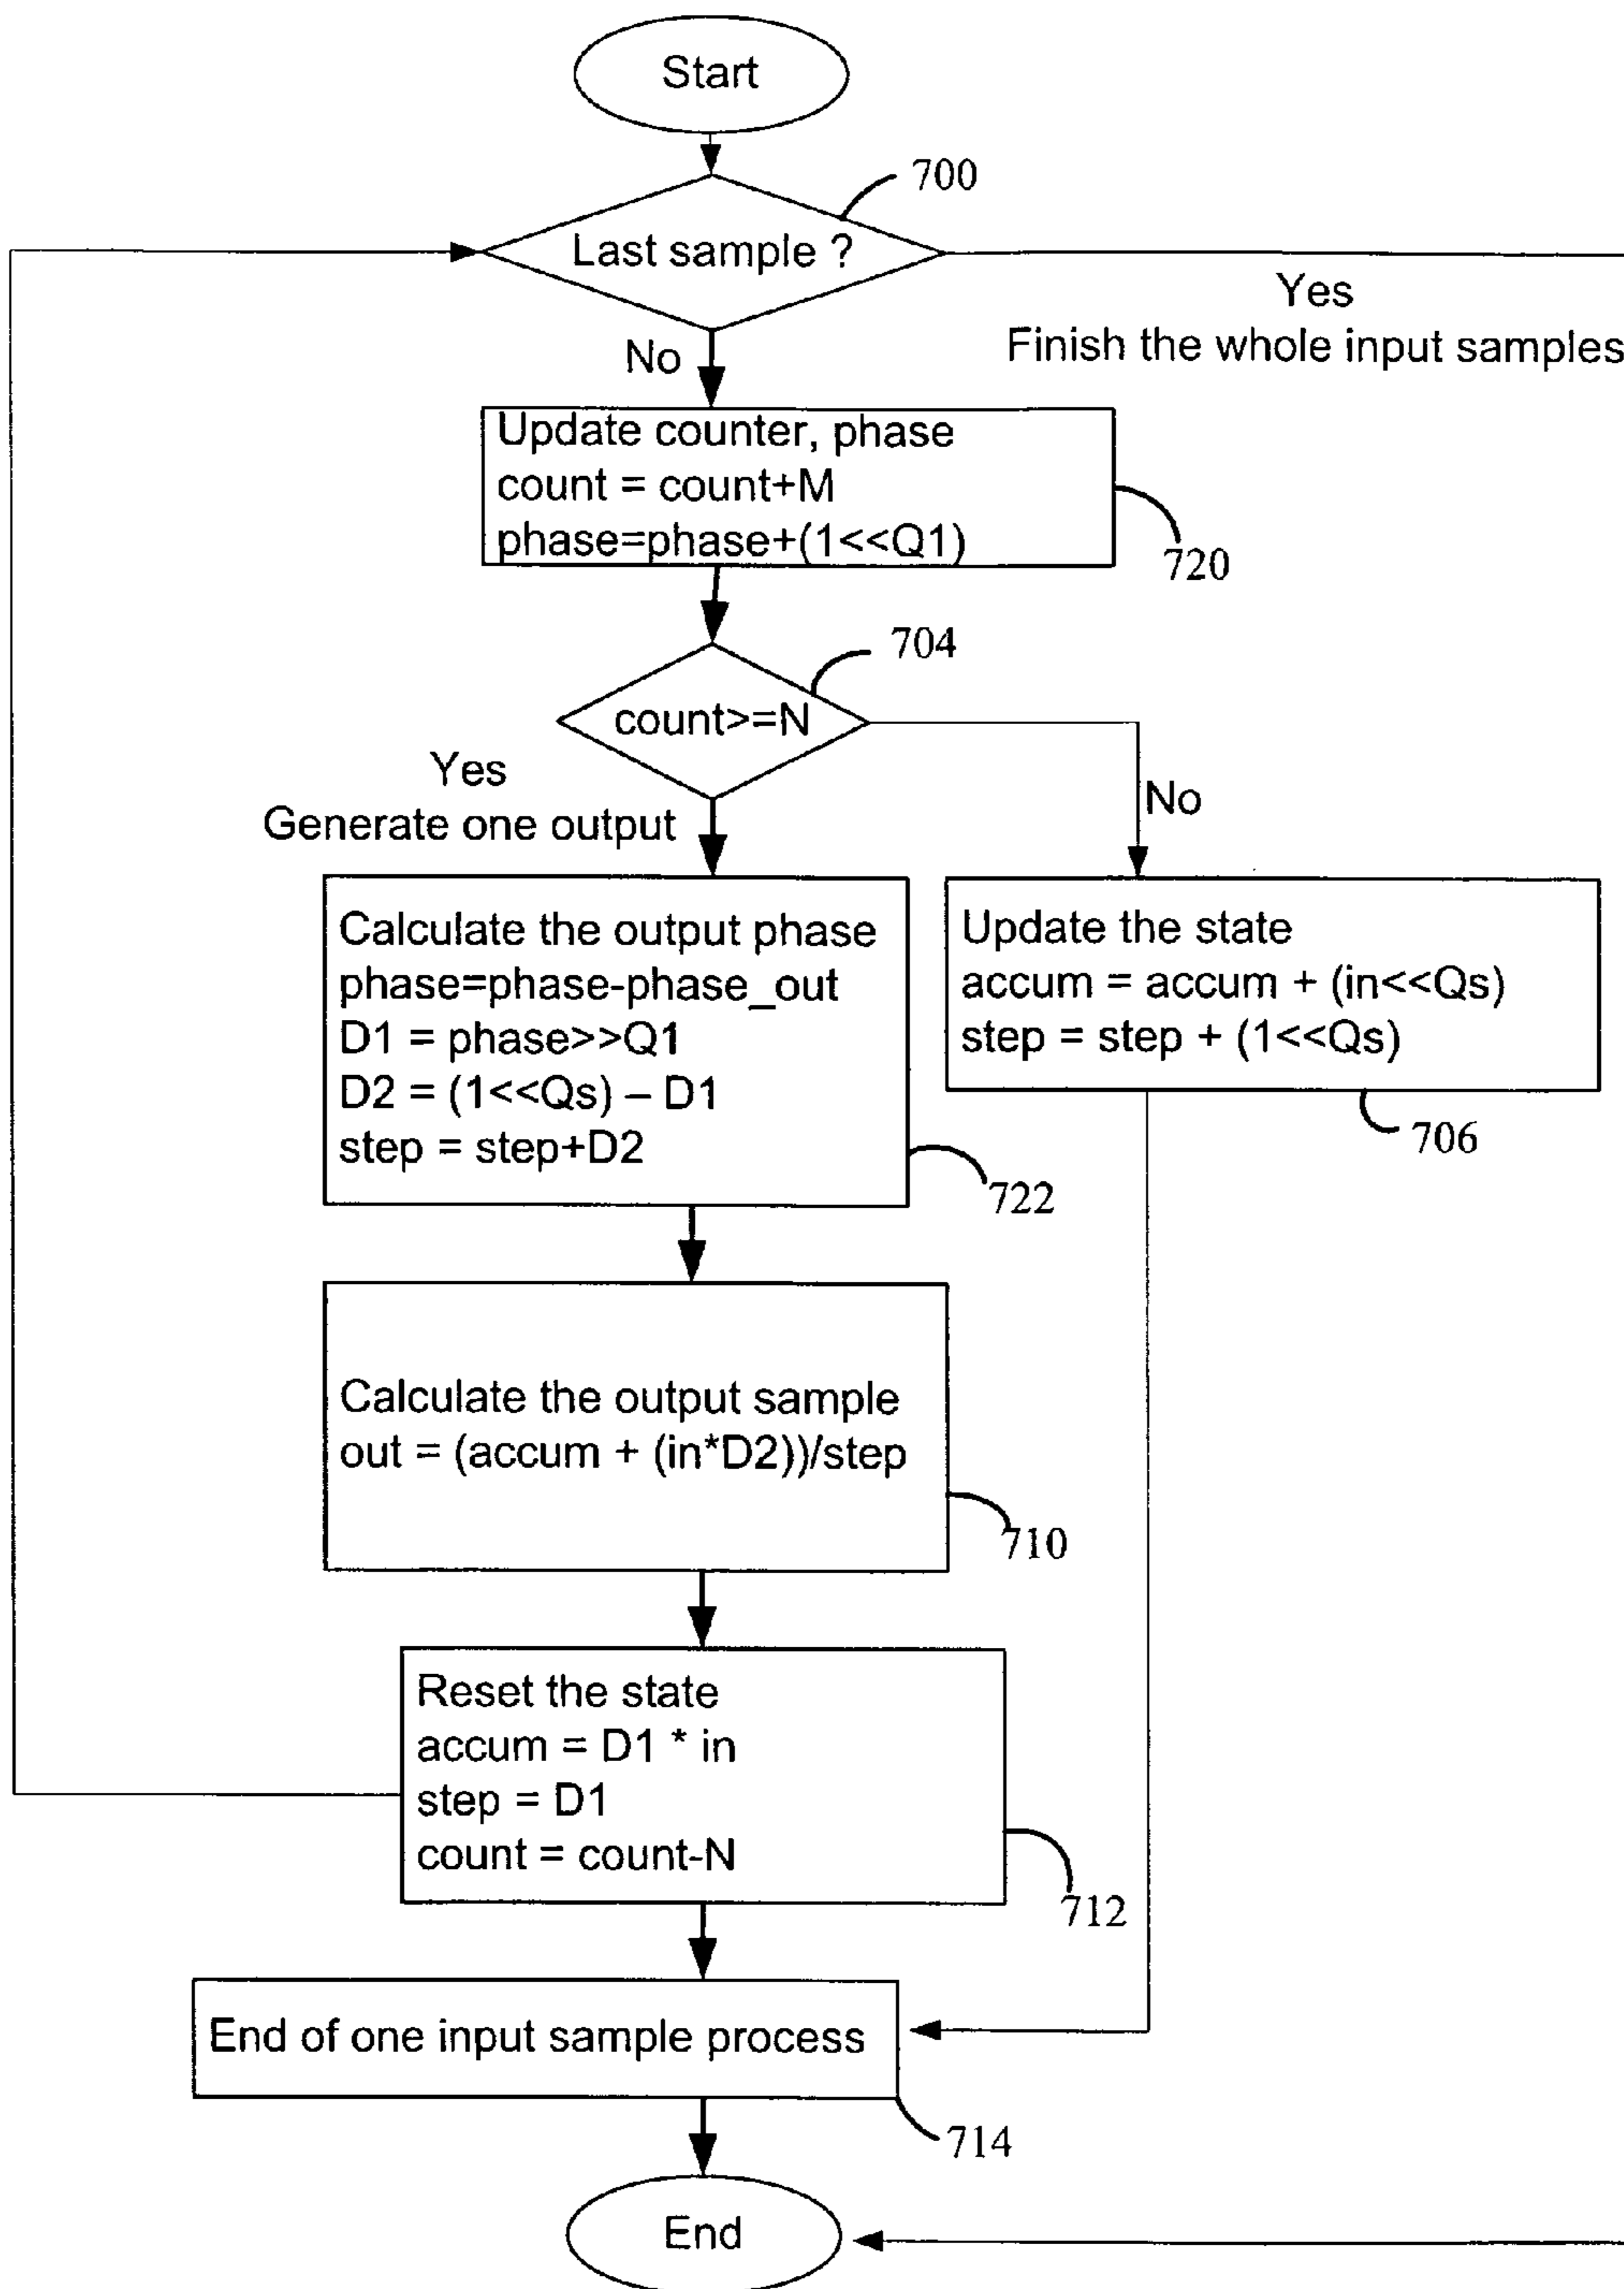 Start
700
Last sample ?
Yes
Finish the whole input samples
No
Update counter, phase
count = count+M
phase=phase+(1<<Q1)
720
704
count>=N
Yes
Generate one output
No
Calculate the output phase
phase=phase-phase_out
D1 = phase>>Q1
D2 = (1<<Qs) – D1
step = step+D2
722
Update the state
accum = accum + (in<<Qs)
step = step + (1<<Qs)
706
Calculate the output sample
out = (accum + (in*D2))/step
710
Reset the state
accum = D1 * in
step = D1
count = count-N
712
End of one input sample process
714
End